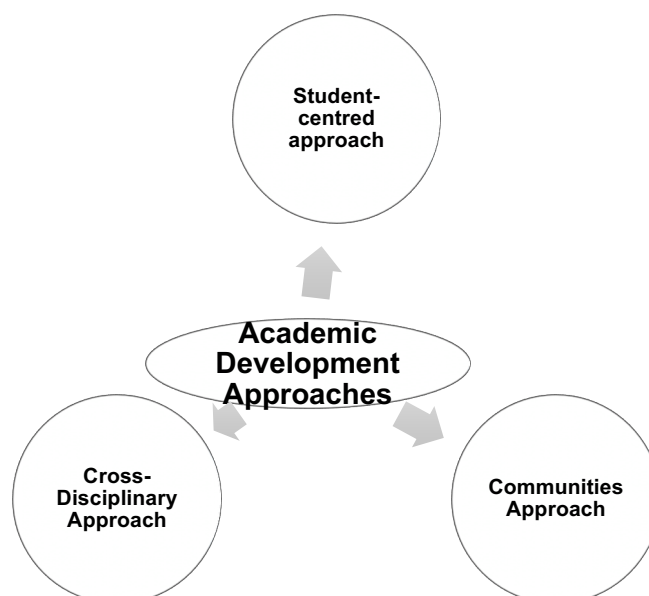 Student-
centred
approach
Academic
Development
Approaches
Cross-
Disciplinary
Approach
Communities
Approach